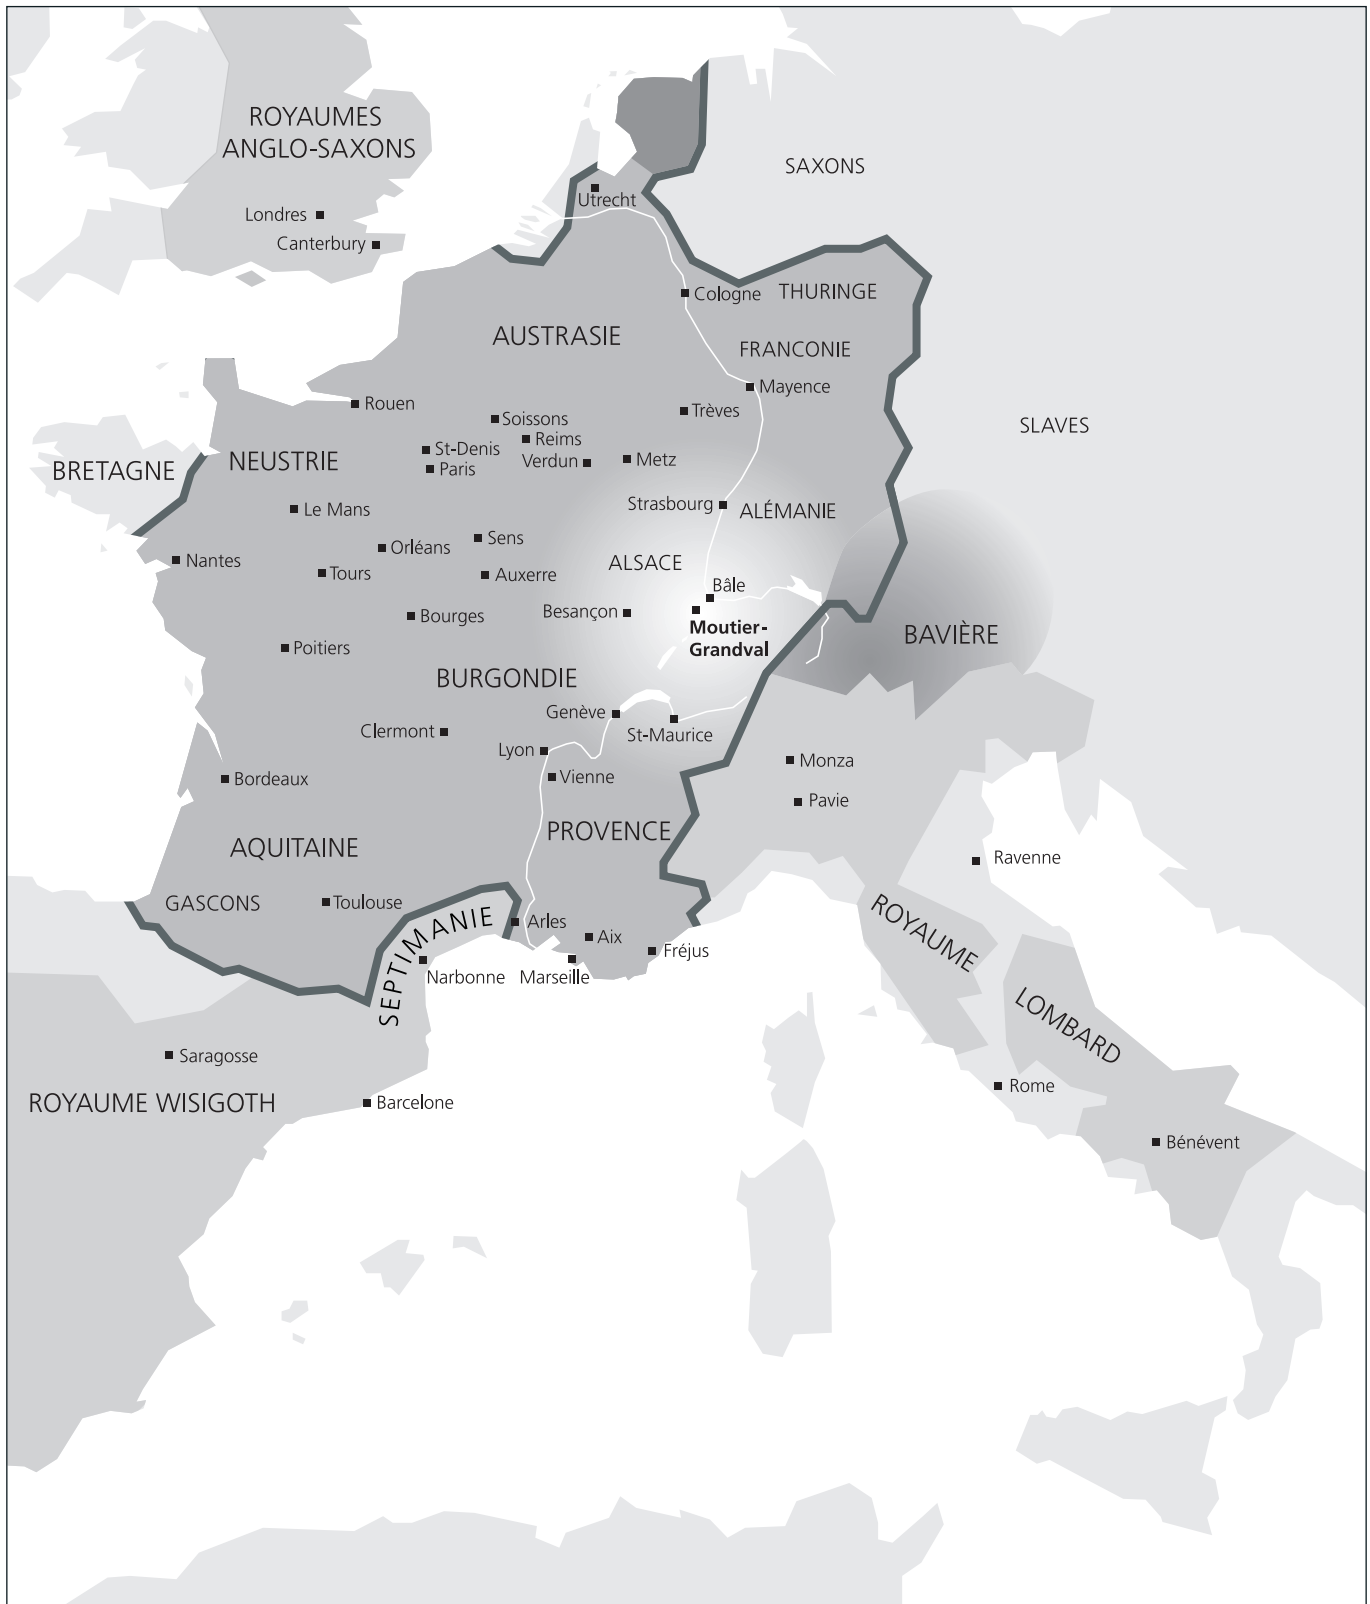 ROYAUMES
ANGLO-SAXONS
SAXONS
Utrecht
Londres
Canterbury
Cologne
THURINGE
AUSTRASIE
FRANCONIE
Mayence
Rouen
Trèves
Soissons
SLAVES
Reims
St-Denis
Verdun
Metz
Paris
NEUSTRIE
BRETAGNE
Strasbourg
ALÉMANIE
Le Mans
Sens
Orléans
Nantes
ALSACE
Tours
Auxerre
Bâle
Besançon
Bourges
Moutier-
Grandval
BAVIÈRE
Poitiers
BURGONDIE
Genève
Clermont
St-Maurice
Lyon
Monza
Vienne
Bordeaux
Pavie
PROVENCE
AQUITAINE
Ravenne
GASCONS
Toulouse
SEPTIMANIE
Arles
Aix
ROYAUME
LOMBARD
Fréjus
Narbonne
Marseille
Saragosse
Rome
ROYAUME WISIGOTH
Barcelone
Bénévent